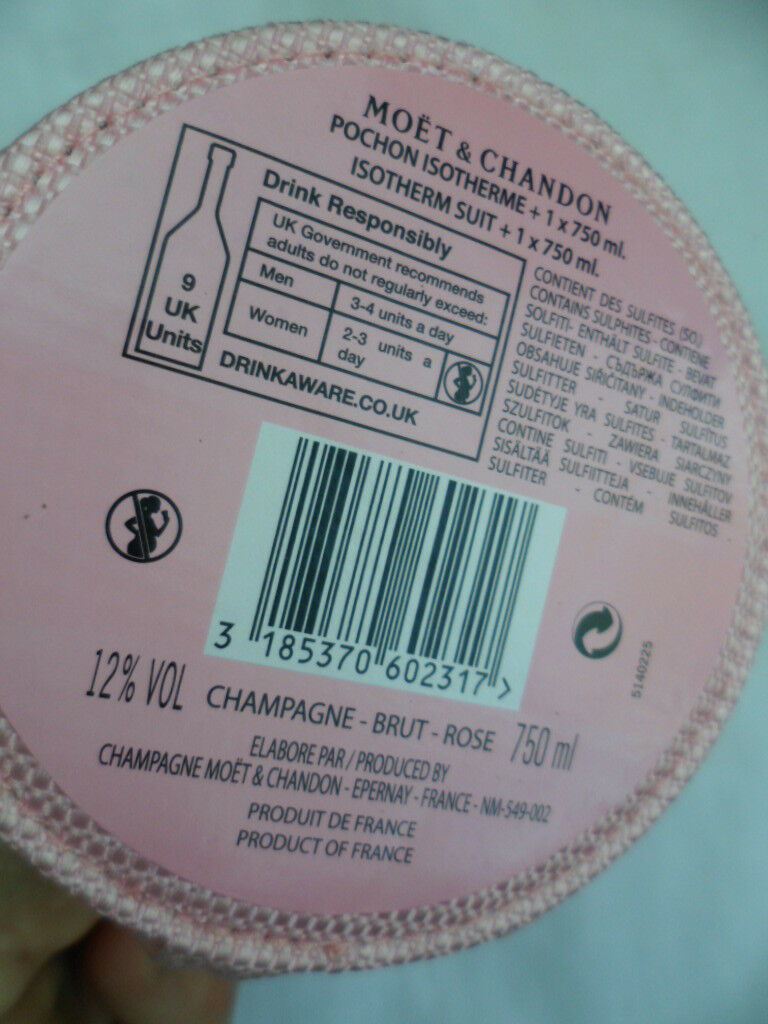 MOËT & CHANDON
POCHON ISOTHERME + 1 x 750 ml.
ISOTHERM SUIT + 1 x 750 ml.
Drink Responsibly
UK Government recommends
adults do not regularly exceed:
Men
3-4 units a day
Women
2-3 units a
day
9
UK
Units
DRINKAWARE.CO.UK
CONTIENT DES SULFITES (SO2)
CONTAINS SULPHITES - CONTIENE
SOLFITI- ENTHÄLT SULFITE - BEVAT
SULFIETEN - СЪДЪРЖА СУЛФИТИ
OBSAHUJE SIŘIČITANY - INDEHOLDER
SULFITTER - SATUR SULFĪTUS
SUDĖTYJE YRA SULFITES - TARTALMAZ
SZULFITOK - ZAWIERA SIARCZYNY
CONTINE SULFITI - VSEBUJE SULFITOV
SISÄLTÄÄ SULFIITTEJA - INNEHÅLLER
SULFITER - CONTÉM SULFITOS -
3 185370 602317 >
5140225
12% VOL CHAMPAGNE - BRUT - ROSE 750 ml
ELABORE PAR / PRODUCED BY
CHAMPAGNE MOËT & CHANDON - EPERNAY - FRANCE - NM-549-002
PRODUIT DE FRANCE
PRODUCT OF FRANCE